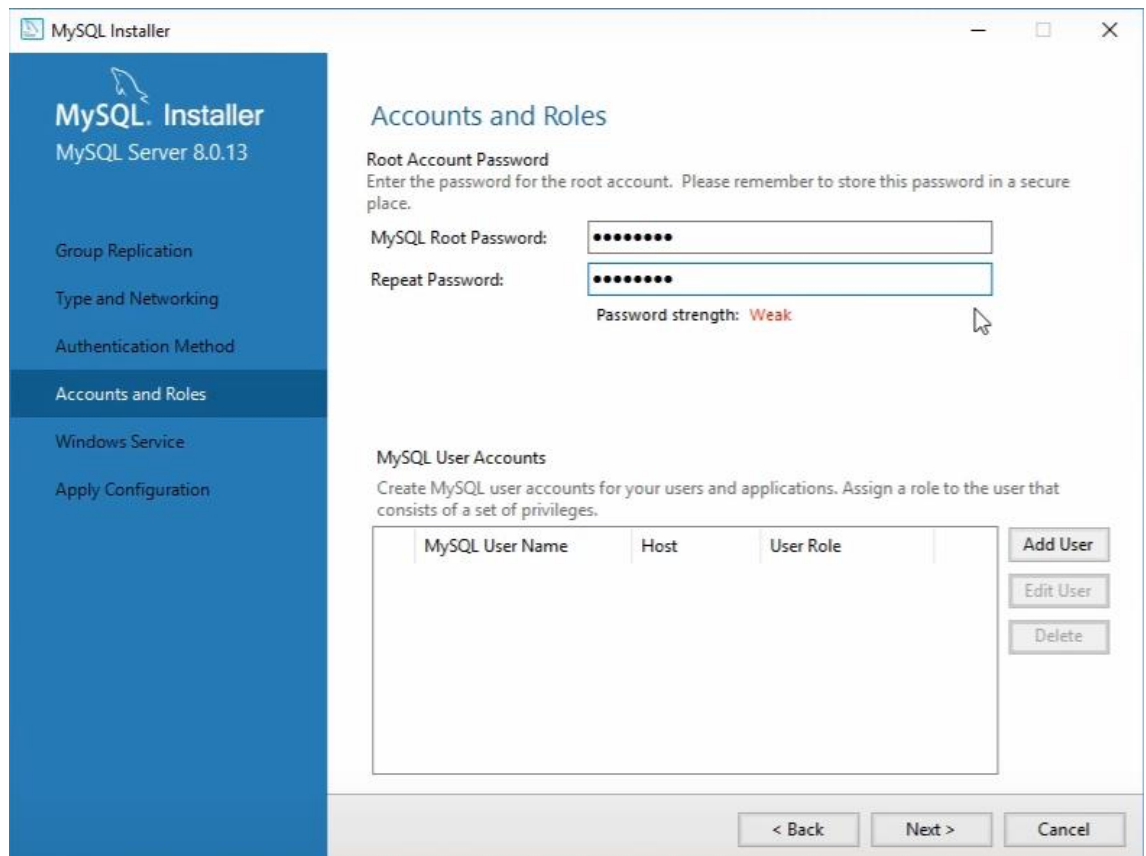 MySQL Installer
MySQL. Installer
MySQL Server 8.0.13
Group Replication
Type and Networking
Authentication Method
Accounts and Roles
Windows Service
Apply Configuration
Accounts and Roles
Root Account Password
Enter the password for the root account. Please remember to store this password in a secure
place.
MySQL Root Password: ●●●●●●●●
Repeat Password: ●●●●●●●●
Password strength: Weak
MySQL User Accounts
Create MySQL user accounts for your users and applications. Assign a role to the user that
consists of a set of privileges.
MySQL User Name Host User Role
Add User
Edit User
Delete
< Back Next > Cancel